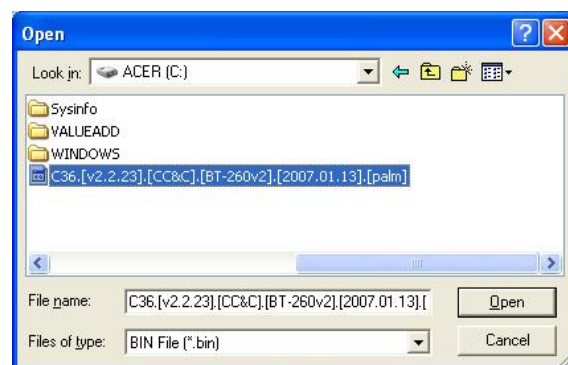 Open
Look in: ACER (C:)
Sysinfo
VALUEADD
WINDOWS
C36.[v2.2.23].[CC&C].[BT-260v2].[2007.01.13].[palm]
File name: C36.[v2.2.23].[CC&C].[BT-260v2].[2007.01.13].[ Open
Files of type: BIN File (*.bin) Cancel